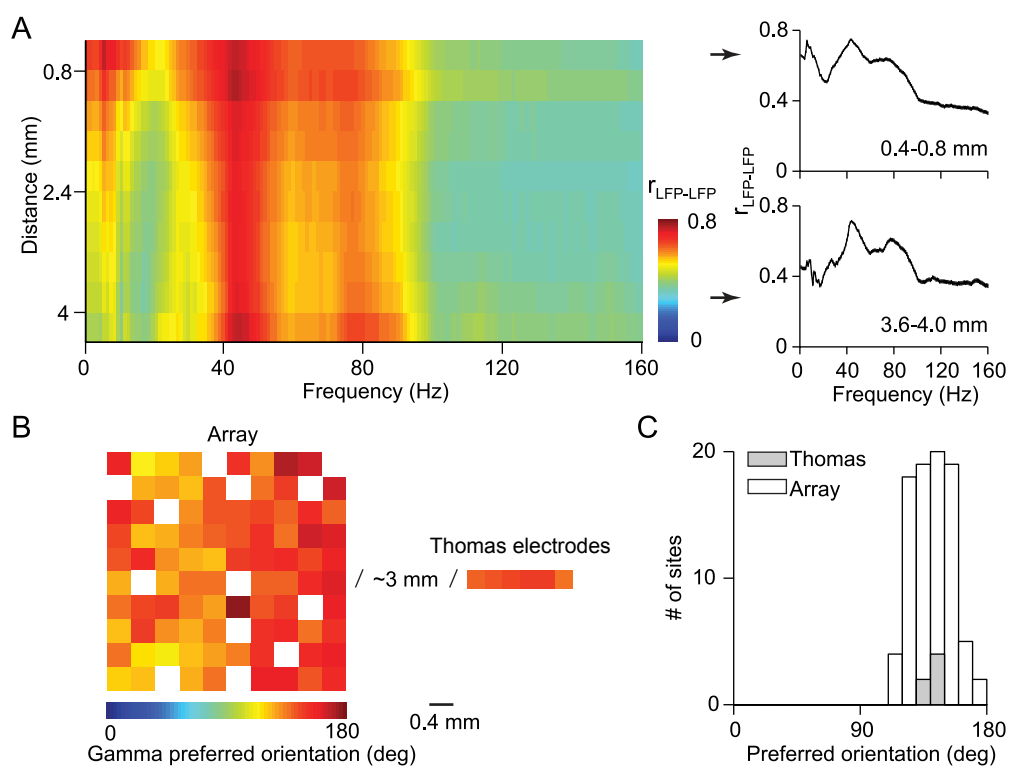 A
Distance (mm)
0.8
2.4
4
0
40
80
120
160
Frequency (Hz)
rLFP-LFP
0.8
0
0.8
0.4
0
0.4-0.8 mm
rLFP-LFP
0.8
0.4
0
3.6-4.0 mm
0
40
80
120
160
Frequency (Hz)
B
Array
/ ~3 mm /
Thomas electrodes
0
180
Gamma preferred orientation (deg)
0.4 mm
C
Thomas
Array
# of sites
20
10
0
0
90
180
Preferred orientation (deg)